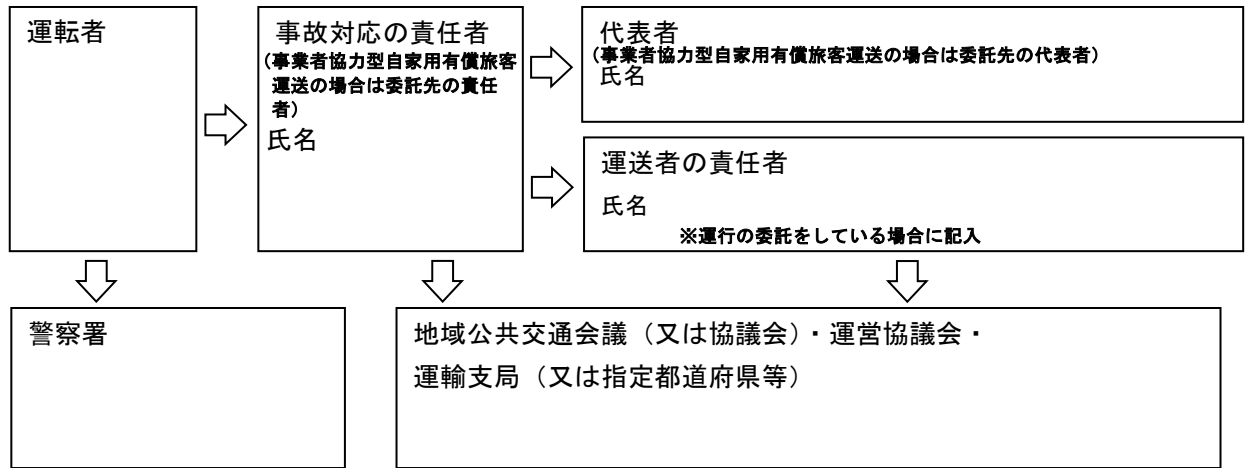 運転者
事故対応の責任者
(事業者協力型自家用有償旅客
運送の場合は委託先の責任
者)
氏名
代表者
(事業者協力型自家用有償旅客運送の場合は委託先の代表者)
氏名
運送者の責任者
氏名
※運行の委託をしている場合に記入
警察署
地域公共交通会議（又は協議会）・運営協議会・
運輸支局（又は指定都道府県等）